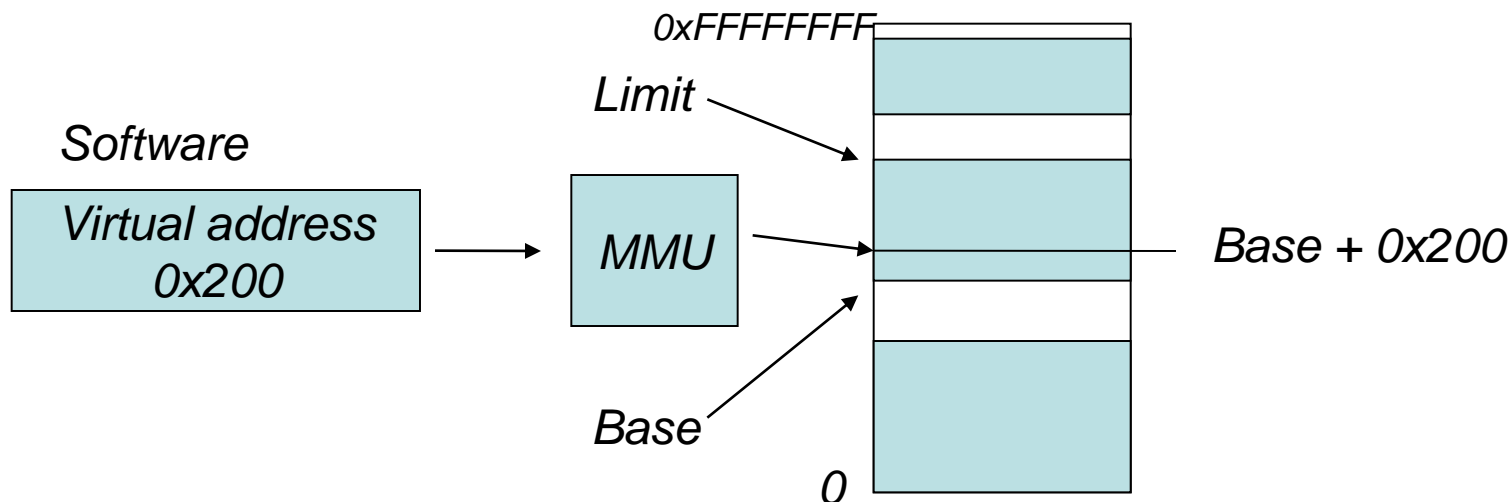 0xFFFFFFFF
Limit
Software
Virtual address
0x200
MMU
Base + 0x200
Base
0